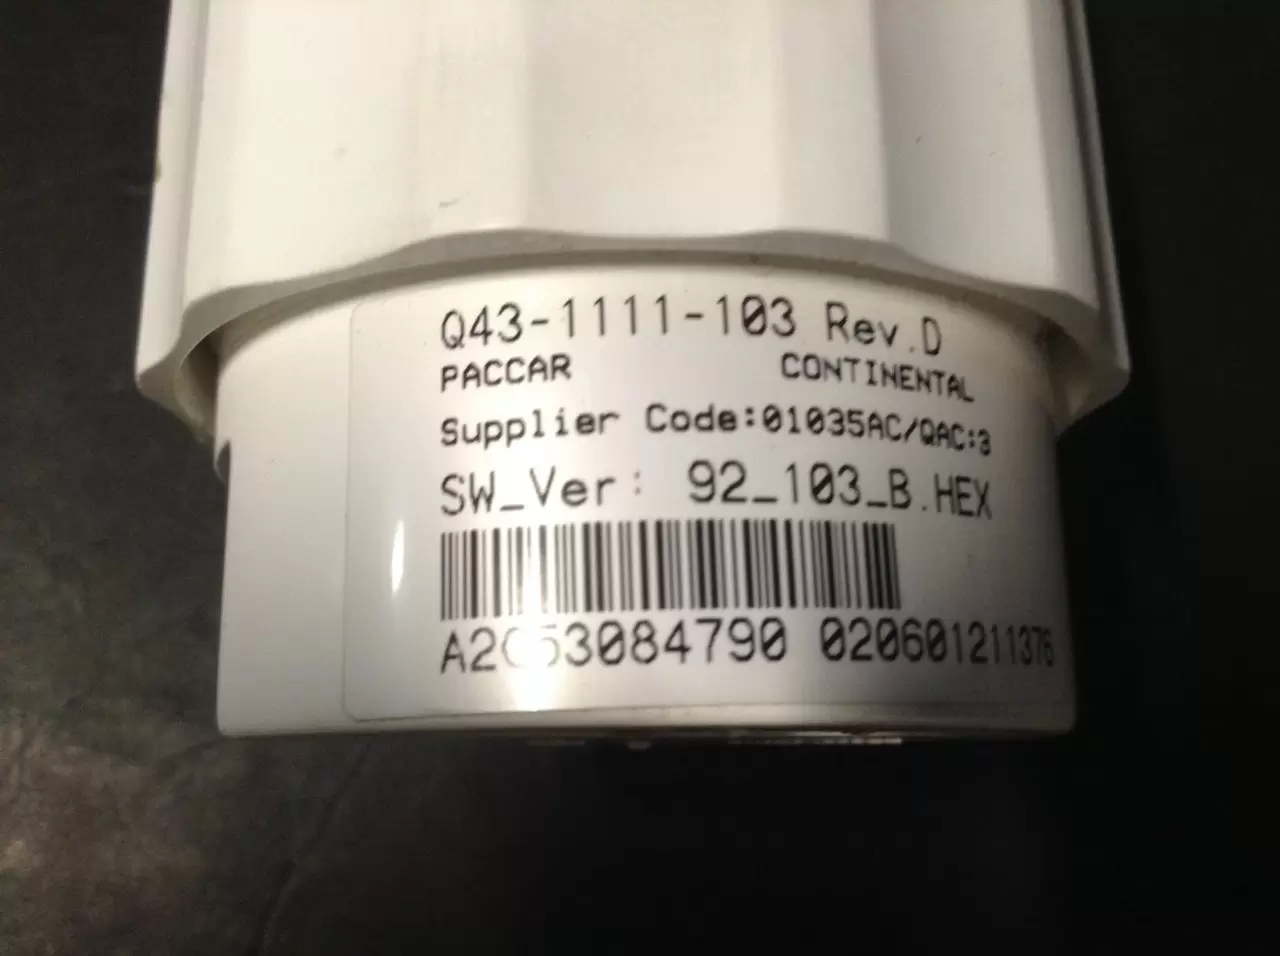 Q43-1111-103 Rev.D
PACCAR CONTINENTAL
Supplier Code:01035AC/QAC:3
SW_Ver: 92_103_B.HEX
A2C53084790 020601211376